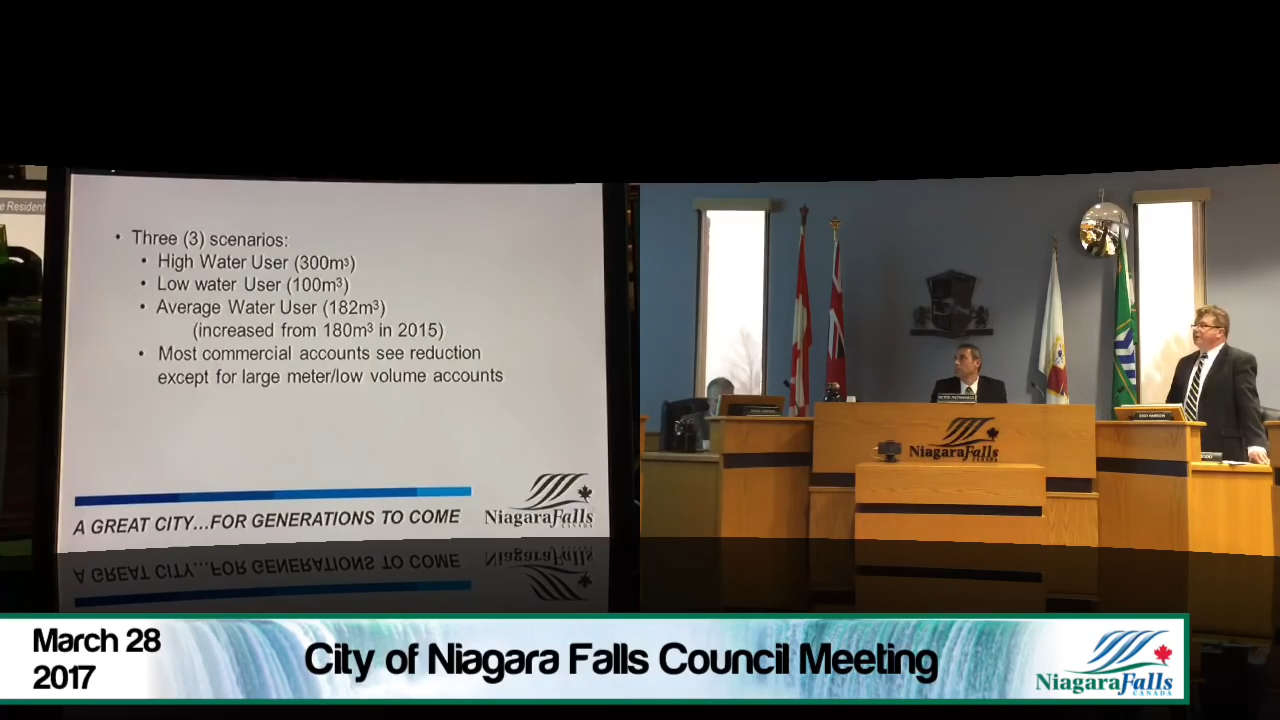 e Resident
• Three (3) scenarios:
• High Water User (300m³)
• Low water User (100m³)
• Average Water User (182m³)
(increased from 180m³ in 2015)
• Most commercial accounts see reduction
except for large meter/low volume accounts
A GREAT CITY...FOR GENERATIONS TO COME
NiagaraFalls
CANADA
NiagaraFalls
CANADA
March 28
2017
City of Niagara Falls Council Meeting
NiagaraFalls
CANADA